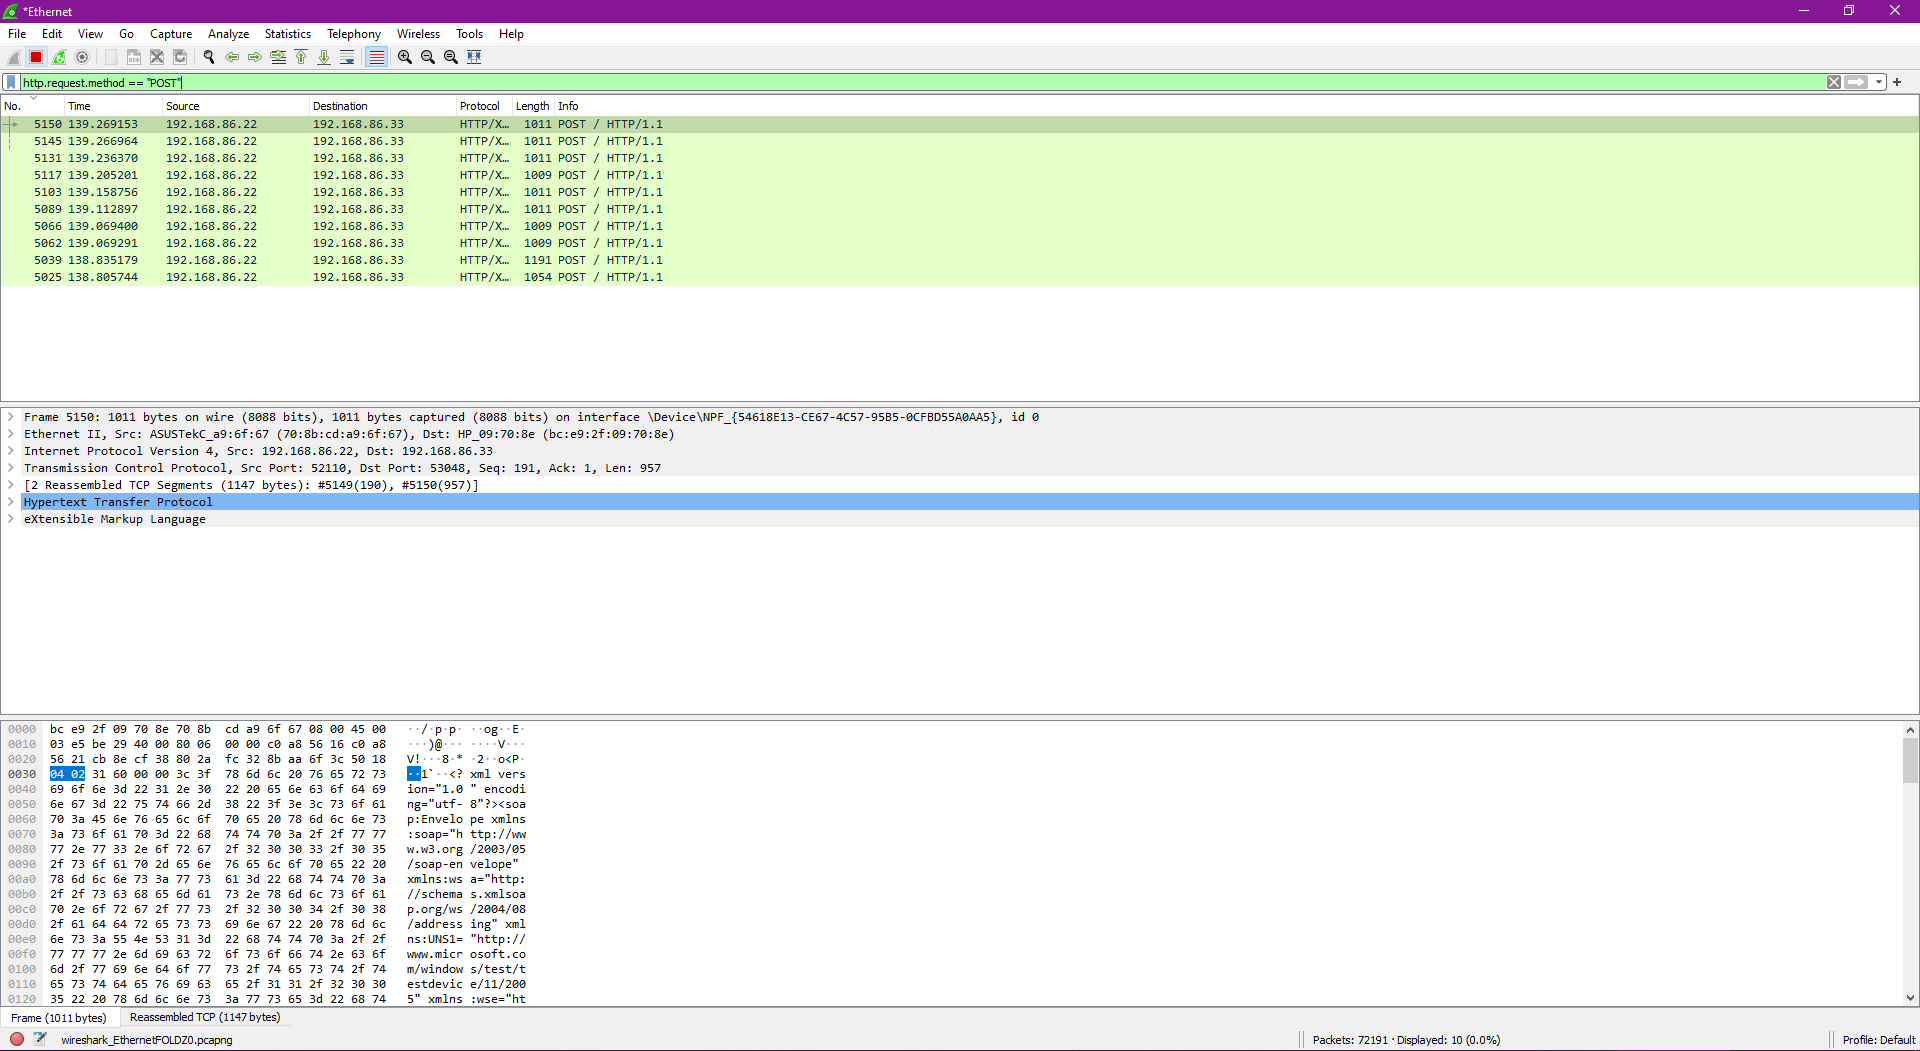 *Ethernet
File Edit View Go Capture Analyze Statistics Telephony Wireless Tools Help
http.request.method == "POST"
No. Time Source Destination Protocol Length Info
5150 139.269153 192.168.86.22 192.168.86.33 HTTP/X… 1011 POST / HTTP/1.1
5145 139.266964 192.168.86.22 192.168.86.33 HTTP/X… 1011 POST / HTTP/1.1
5131 139.236370 192.168.86.22 192.168.86.33 HTTP/X… 1011 POST / HTTP/1.1
5117 139.205201 192.168.86.22 192.168.86.33 HTTP/X… 1009 POST / HTTP/1.1
5103 139.158756 192.168.86.22 192.168.86.33 HTTP/X… 1011 POST / HTTP/1.1
5089 139.112897 192.168.86.22 192.168.86.33 HTTP/X… 1011 POST / HTTP/1.1
5066 139.069400 192.168.86.22 192.168.86.33 HTTP/X… 1009 POST / HTTP/1.1
5062 139.069291 192.168.86.22 192.168.86.33 HTTP/X… 1009 POST / HTTP/1.1
5039 138.835179 192.168.86.22 192.168.86.33 HTTP/X… 1191 POST / HTTP/1.1
5025 138.805744 192.168.86.22 192.168.86.33 HTTP/X… 1054 POST / HTTP/1.1
Frame 5150: 1011 bytes on wire (8088 bits), 1011 bytes captured (8088 bits) on interface \Device\NPF_{54618E13-CE67-4C57-95B5-0CFBD55A0AA5}, id 0
Ethernet II, Src: ASUSTekC_a9:6f:67 (70:8b:cd:a9:6f:67), Dst: HP_09:70:8e (bc:e9:2f:09:70:8e)
Internet Protocol Version 4, Src: 192.168.86.22, Dst: 192.168.86.33
Transmission Control Protocol, Src Port: 52110, Dst Port: 53048, Seq: 191, Ack: 1, Len: 957
[2 Reassembled TCP Segments (1147 bytes): #5149(190), #5150(957)]
Hypertext Transfer Protocol
eXtensible Markup Language
0000 bc e9 2f 09 70 8e 70 8b cd a9 6f 67 08 00 45 00 ··/·p·p· ··og··E·
0010 03 e5 be 29 40 00 80 06 00 00 c0 a8 56 16 c0 a8 ···)@··· ····V···
0020 56 21 cb 8e cf 38 80 2a fc 32 8b aa 6f 3c 50 18 V!···8·* ·2··o<P·
0030 04 02 31 60 00 00 3c 3f 78 6d 6c 20 76 65 72 73 ··1`··<? xml vers
0040 69 6f 6e 3d 22 31 2e 30 22 20 65 6e 63 6f 64 69 ion="1.0 " encodi
0050 6e 67 3d 22 75 74 66 2d 38 22 3f 3e 3c 73 6f 61 ng="utf- 8"?><soa
0060 70 3a 45 6e 76 65 6c 6f 70 65 20 78 6d 6c 6e 73 p:Envelo pe xmlns
0070 3a 73 6f 61 70 3d 22 68 74 74 70 3a 2f 2f 77 77 :soap="h ttp://ww
0080 77 2e 77 33 2e 6f 72 67 2f 32 30 30 33 2f 30 35 w.w3.org /2003/05
0090 2f 73 6f 61 70 2d 65 6e 76 65 6c 6f 70 65 22 20 /soap-en velope"
00a0 78 6d 6c 6e 73 3a 77 73 61 3d 22 68 74 74 70 3a xmlns:ws a="http:
00b0 2f 2f 73 63 68 65 6d 61 73 2e 78 6d 6c 73 6f 61 //schema s.xmlsoa
00c0 70 2e 6f 72 67 2f 77 73 2f 32 30 30 34 2f 30 38 p.org/ws /2004/08
00d0 2f 61 64 64 72 65 73 73 69 6e 67 22 20 78 6d 6c /address ing" xml
00e0 6e 73 3a 55 4e 53 31 3d 22 68 74 74 70 3a 2f 2f ns:UNS1= "http://
00f0 77 77 77 2e 6d 69 63 72 6f 73 6f 66 74 2e 63 6f www.micr osoft.co
0100 6d 2f 77 69 6e 64 6f 77 73 2f 74 65 73 74 2f 74 m/window s/test/t
0110 65 73 74 64 65 76 69 63 65 2f 31 31 2f 32 30 30 estdevic e/11/200
0120 35 22 20 78 6d 6c 6e 73 3a 77 73 65 3d 22 68 74 5" xmlns :wse="ht
Frame (1011 bytes) Reassembled TCP (1147 bytes)
wireshark_EthernetFOLDZ0.pcapng Packets: 72191 · Displayed: 10 (0.0%) Profile: Default